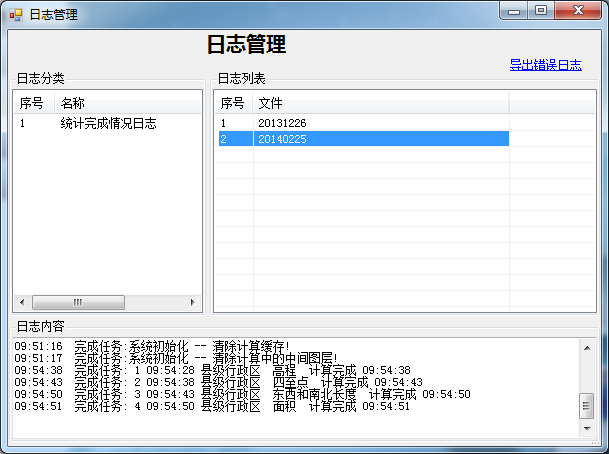 日志管理
日志管理
导出错误日志
日志分类
序号 名称
1 统计完成情况日志
日志列表
序号 文件
1 20131226
2 20140225
日志内容
09:51:16 完成任务:系统初始化 -- 清除计算缓存!
09:51:17 完成任务:系统初始化 -- 清除计算中的中间图层!
09:54:38 完成任务: 1 09:54:28 县级行政区 高程 计算完成 09:54:38
09:54:43 完成任务: 2 09:54:38 县级行政区 四至点 计算完成 09:54:43
09:54:50 完成任务: 3 09:54:43 县级行政区 东西和南北长度 计算完成 09:54:50
09:54:51 完成任务: 4 09:54:50 县级行政区 面积 计算完成 09:54:51